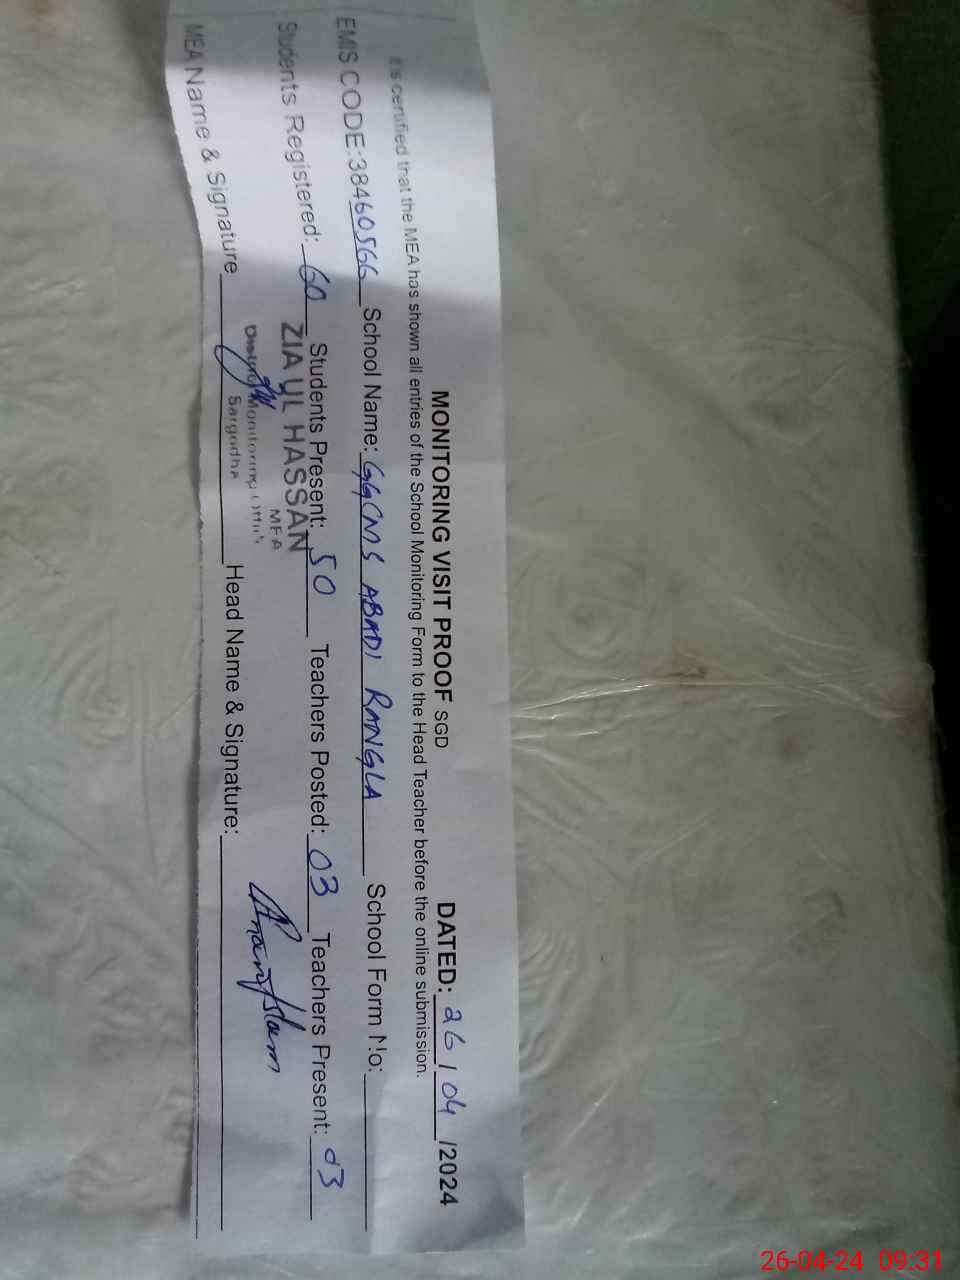 MONITORING VISIT PROOF SGD DATED: 26/04/2024
It is certified that the MEA has shown all entries of the School Monitoring Form to the Head Teacher before the online submission.
EMIS CODE:38460566 School Name: GGCMS ABADI RANGLA School Form No:
Students Registered: 60 Students Present: 50 Teachers Posted: 03 Teachers Present: 03
ZIA UL HASSAN
MEA
Monitoring
Sargodha
MEA Name & Signature Head Name & Signature:
26-04-24 09:31